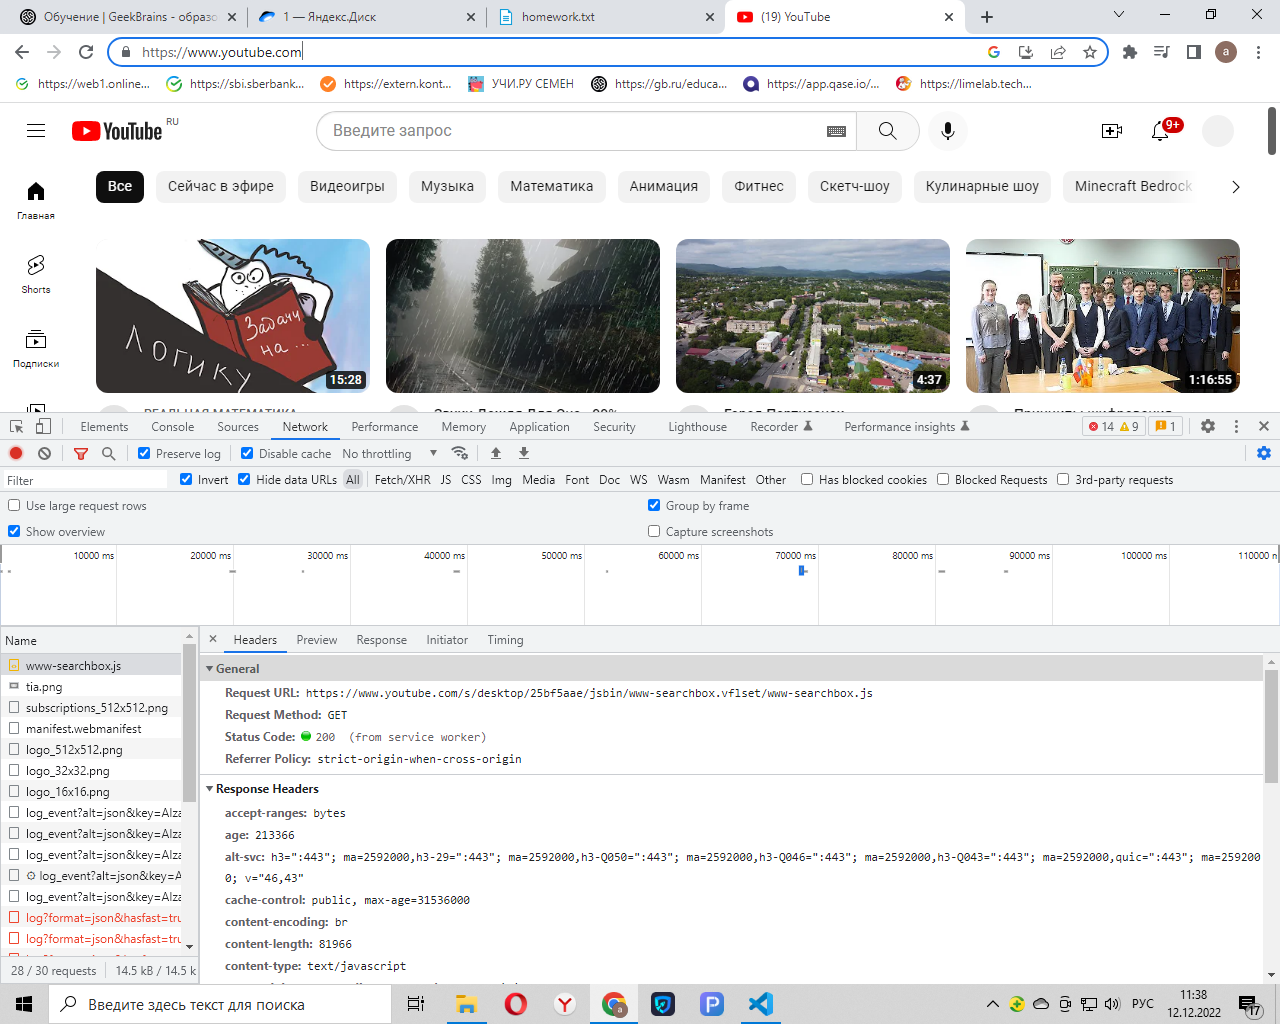 Обучение | GeekBrains - образо
1 — Яндекс.Диск
homework.txt
(19) YouTube
https://www.youtube.com
https://web1.online...
https://sbi.sberbank...
https://extern.kont...
УЧИ.РУ СЕМЕН
https://gb.ru/educa...
https://app.qase.io/...
https://limelab.tech...
YouTube RU
Введите запрос
9+
Все
Сейчас в эфире
Видеоигры
Музыка
Математика
Анимация
Фитнес
Скетч-шоу
Кулинарные шоу
Minecraft Bedrock
Главная
Shorts
Подписки
Задачи
на...
ЛОГИКУ
15:28
4:37
1:16:55
Elements
Console
Sources
Network
Performance
Memory
Application
Security
Lighthouse
Recorder
Performance insights
14
9
1
Preserve log
Disable cache
No throttling
Filter
Invert
Hide data URLs
All
Fetch/XHR
JS
CSS
Img
Media
Font
Doc
WS
Wasm
Manifest
Other
Has blocked cookies
Blocked Requests
3rd-party requests
Use large request rows
Group by frame
Show overview
Capture screenshots
10000 ms
20000 ms
30000 ms
40000 ms
50000 ms
60000 ms
70000 ms
80000 ms
90000 ms
100000 ms
110000 n
Name
www-searchbox.js
tia.png
subscriptions_512x512.png
manifest.webmanifest
logo_512x512.png
logo_32x32.png
logo_16x16.png
log_event?alt=json&key=AIza
log_event?alt=json&key=AIza
log_event?alt=json&key=AIza
log_event?alt=json&key=A
log_event?alt=json&key=AIza
log?format=json&hasfast=tru
log?format=json&hasfast=tru
28 / 30 requests
14.5 kB / 14.5 k
Headers
Preview
Response
Initiator
Timing
General
Request URL: https://www.youtube.com/s/desktop/25bf5aae/jsbin/www-searchbox.vflset/www-searchbox.js
Request Method: GET
Status Code: 200 (from service worker)
Referrer Policy: strict-origin-when-cross-origin
Response Headers
accept-ranges: bytes
age: 213366
alt-svc: h3=":443"; ma=2592000,h3-29=":443"; ma=2592000,h3-Q050=":443"; ma=2592000,h3-Q046=":443"; ma=2592000,h3-Q043=":443"; ma=2592000,quic=":443"; ma=259200
0; v="46,43"
cache-control: public, max-age=31536000
content-encoding: br
content-length: 81966
content-type: text/javascript
Введите здесь текст для поиска
РУС
11:38
12.12.2022
17